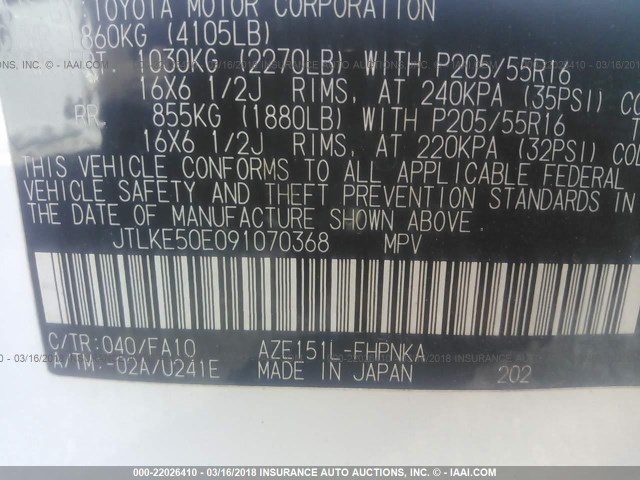 TOYOTA MOTOR CORPORATION
860KG (4105LB)
1030KG (2270LB) WITH P205/55R16
16X6 1/2J RIMS, AT 240KPA (35PSI)
RR. 855KG (1880LB) WITH P205/55R16
16X6 1/2J RIMS, AT 220KPA (32PSI)
THIS VEHICLE CONFORMS TO ALL APPLICABLE FEDERAL
VEHICLE SAFETY AND THEFT PREVENTION STANDARDS IN
THE DATE OF MANUFACTURE SHOWN ABOVE.
JTLKE50E091070368 MPV
C/TR: 040/FA10 AZE151L-FHPNKA
A/TM: -02A/U241E MADE IN JAPAN 202
000-22026410 - 03/16/2018 INSURANCE AUTO AUCTIONS, INC. - © - IAAI.COM